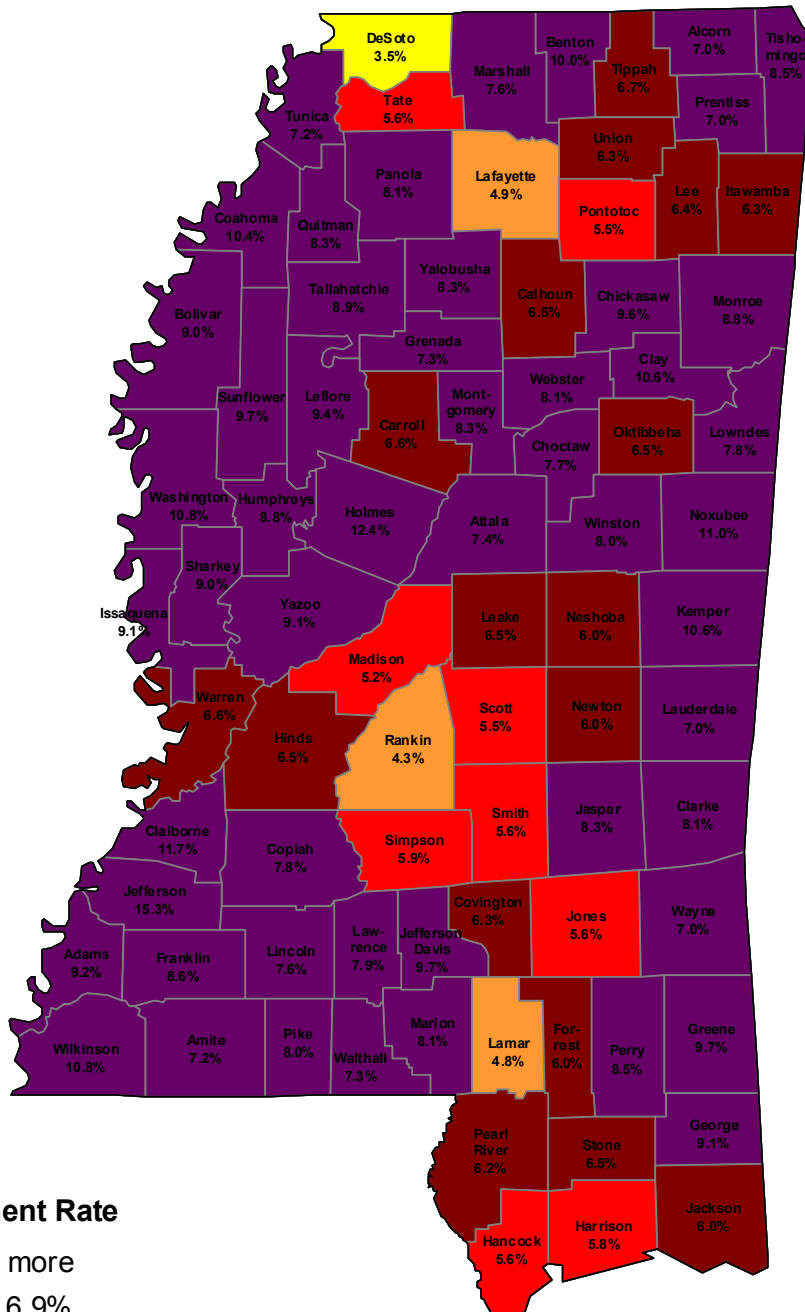 DeSoto
3.5%
Tate
5.6%
Tunica
7.2%
Marshall
7.6%
Benton
10.0%
Tippah
6.7%
Alcorn
7.0%
Tisho-
mingo
8.5%
Prentiss
7.0%
Union
6.3%
Panola
8.1%
Lafayette
4.9%
Pontotoc
5.5%
Lee
6.4%
Itawamba
6.3%
Coahoma
10.4%
Quitman
8.3%
Tallahatchie
8.9%
Yalobusha
8.3%
Calhoun
6.5%
Chickasaw
9.6%
Monroe
8.8%
Bolivar
9.0%
Grenada
7.3%
Clay
10.6%
Sunflower
9.7%
Leflore
9.4%
Carroll
6.6%
Mont-
gomery
8.3%
Webster
8.1%
Choctaw
7.7%
Oktibbeha
6.5%
Lowndes
7.8%
Washington
10.8%
Humphreys
8.8%
Holmes
12.4%
Attala
7.4%
Winston
8.0%
Noxubee
11.0%
Sharkey
9.0%
Issaquena
9.1%
Yazoo
9.1%
Madison
5.2%
Leake
6.5%
Neshoba
6.0%
Kemper
10.6%
Warren
6.6%
Hinds
6.5%
Rankin
4.3%
Scott
5.5%
Newton
6.0%
Lauderdale
7.0%
Claiborne
11.7%
Copiah
7.8%
Simpson
5.9%
Smith
5.6%
Jasper
8.3%
Clarke
8.1%
Jefferson
15.3%
Covington
6.3%
Jones
5.6%
Wayne
7.0%
Adams
9.2%
Franklin
8.6%
Lincoln
7.6%
Law-
rence
7.9%
Jefferson
Davis
9.7%
Wilkinson
10.8%
Amite
7.2%
Pike
8.0%
Walthall
7.3%
Marion
8.1%
Lamar
4.8%
For-
rest
6.0%
Perry
8.5%
Greene
9.7%
George
9.1%
Pearl
River
6.2%
Stone
6.5%
Jackson
6.0%
Hancock
5.6%
Harrison
5.8%
ent Rate
more
6.9%